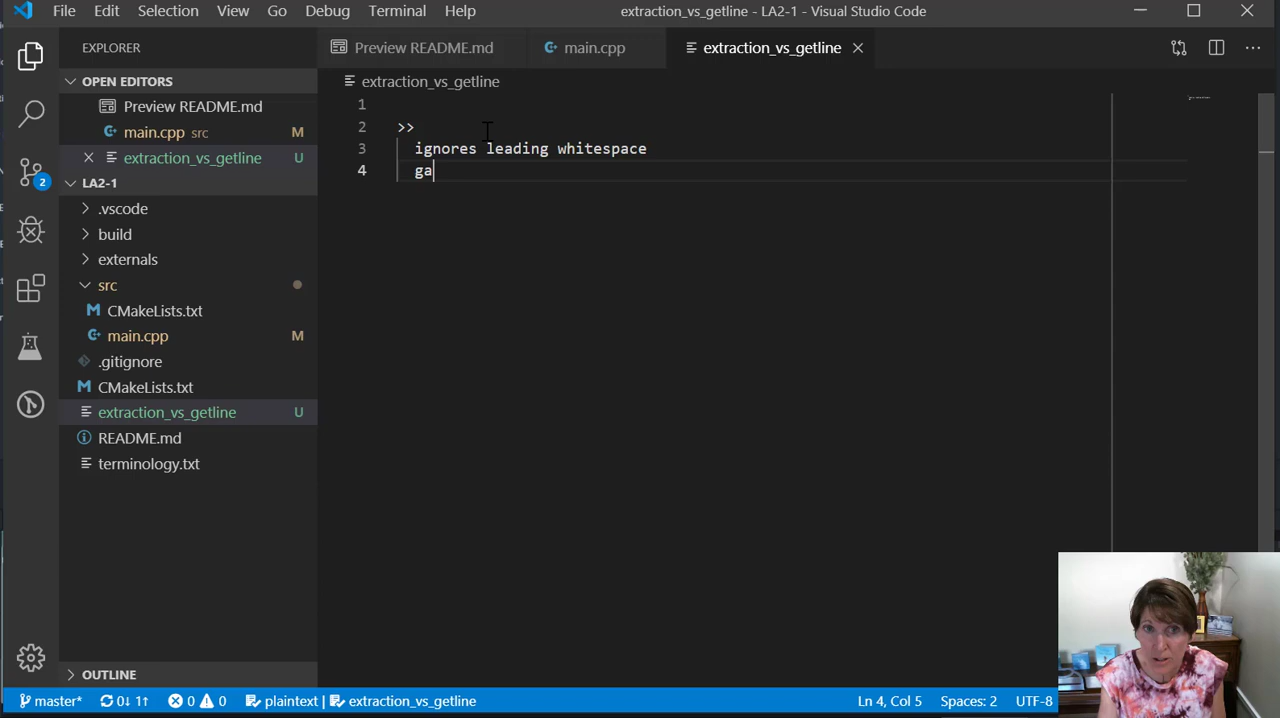 File Edit Selection View Go Debug Terminal Help
extraction_vs_getline - LA2-1 - Visual Studio Code
EXPLORER
OPEN EDITORS
Preview README.md
main.cpp src M
extraction_vs_getline U
LA2-1
.vscode
build
externals
src
CMakeLists.txt
main.cpp M
.gitignore
CMakeLists.txt
extraction_vs_getline U
README.md
terminology.txt
OUTLINE
2
Preview README.md main.cpp extraction_vs_getline
extraction_vs_getline
1
2 >>
3 ignores leading whitespace
4 ga
master* 0↓ 1↑ 0 0 plaintext | extraction_vs_getline Ln 4, Col 5 Spaces: 2 UTF-8